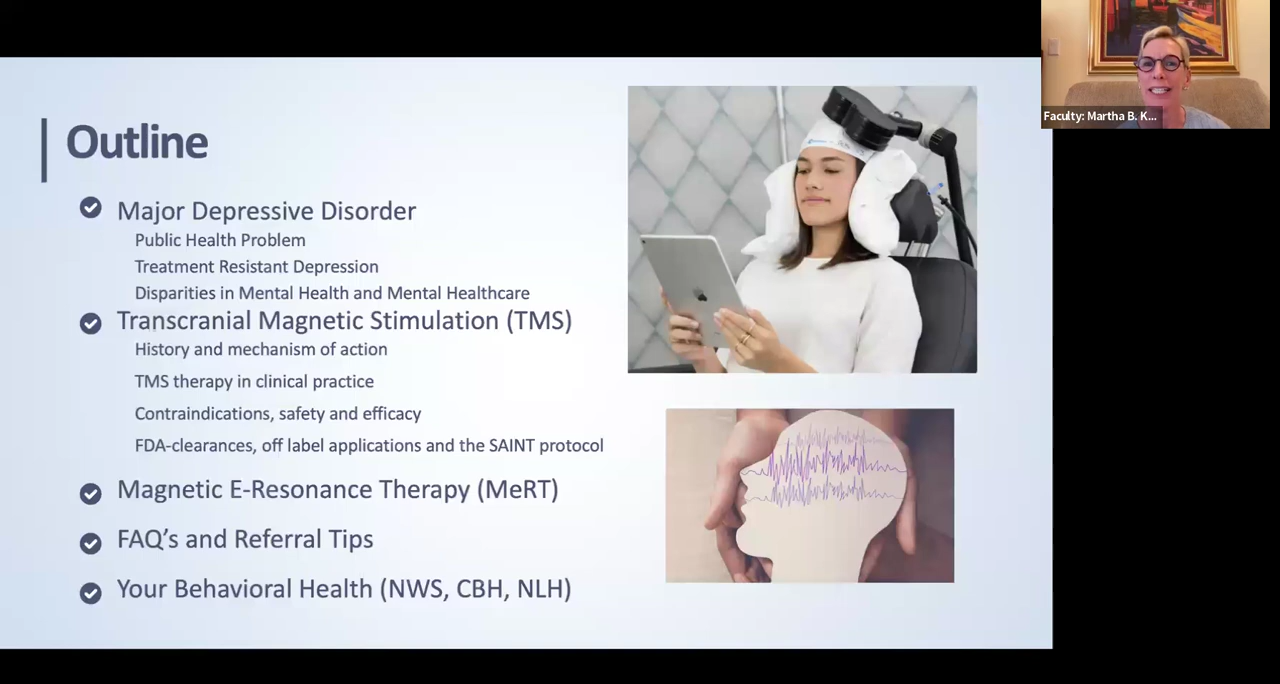 Outline
Major Depressive Disorder
Public Health Problem
Treatment Resistant Depression
Disparities in Mental Health and Mental Healthcare
Transcranial Magnetic Stimulation (TMS)
History and mechanism of action
TMS therapy in clinical practice
Contraindications, safety and efficacy
FDA-clearances, off label applications and the SAINT protocol
Magnetic E-Resonance Therapy (MeRT)
FAQ’s and Referral Tips
Your Behavioral Health (NWS, CBH, NLH)
Faculty: Martha B. K...